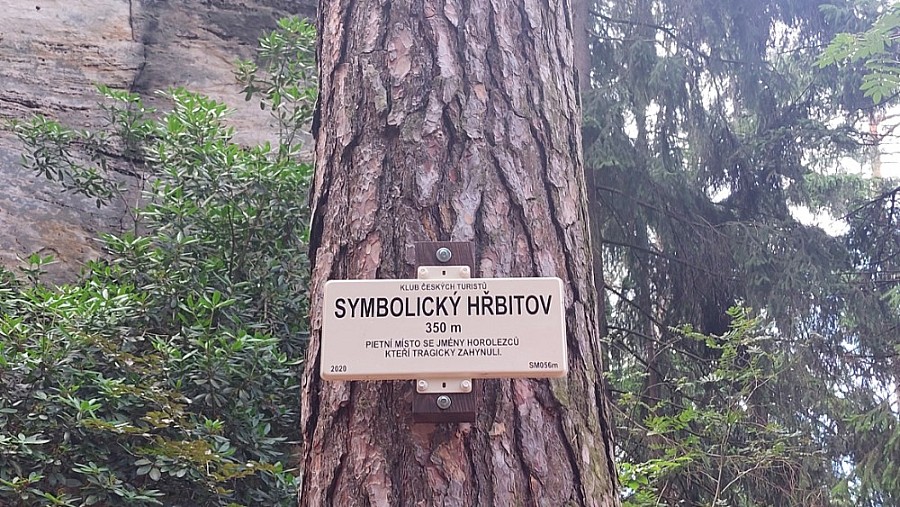 KLUB ČESKÝCH TURISTŮ
SYMBOLICKÝ HŘBITOV
350 m
PIETNÍ MÍSTO SE JMÉNY HOROLEZCŮ
KTEŘÍ TRAGICKY ZAHYNULI.
2020 SM056m